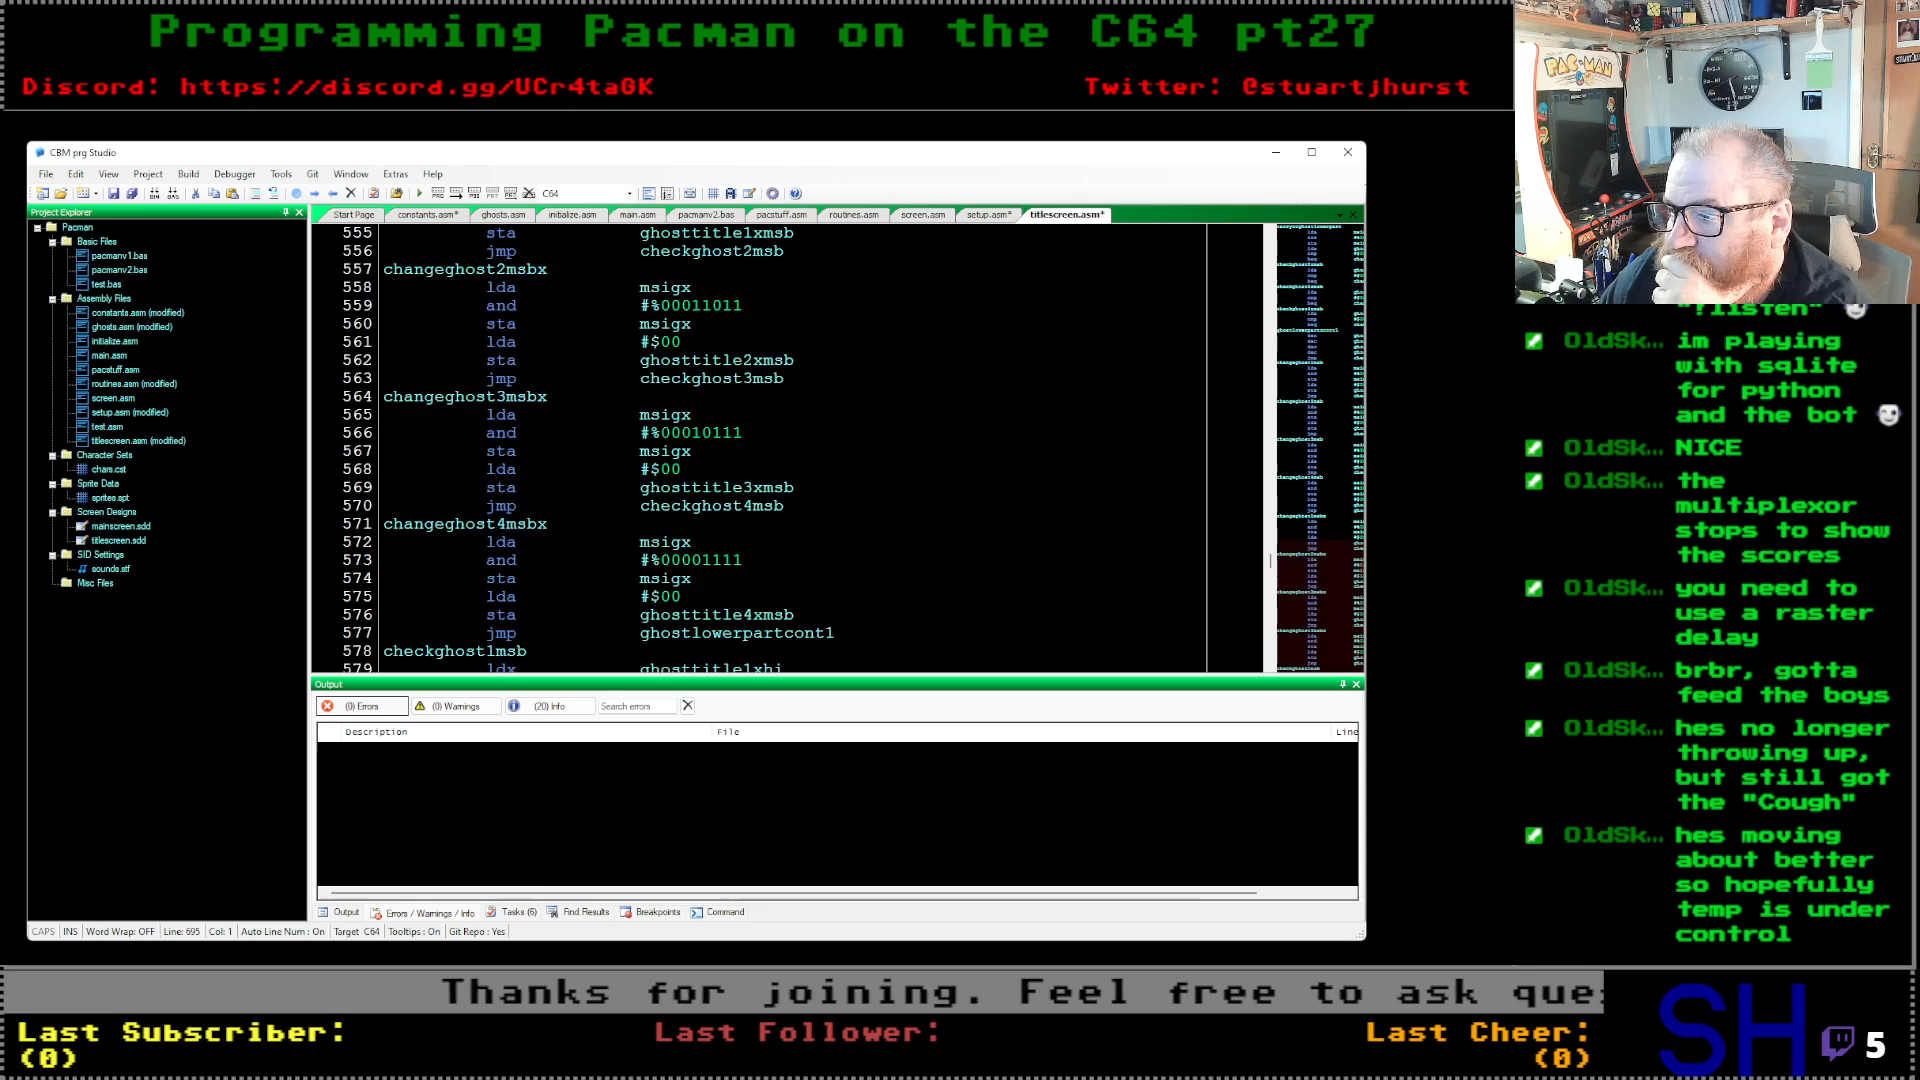 Programming Pacman on the C64 pt27
Discord: https://discord.gg/UCr4taGK
Twitter: @stuartjhurst
PAC-MAN
CBM prg Studio
File Edit View Project Build Debugger Tools Git Window Extras Help
C64
Project Explorer
Pacman
Basic Files
pacmanv1.bas
pacmanv2.bas
test.bas
Assembly Files
constants.asm (modified)
ghosts.asm (modified)
initialize.asm
main.asm
pacstuff.asm
routines.asm (modified)
screen.asm
setup.asm (modified)
test.asm
titlescreen.asm (modified)
Character Sets
chars.cst
Sprite Data
sprites.spt
Screen Designs
mainscreen.sdd
titlescreen.sdd
SID Settings
sounds.stf
Misc Files
Start Page constants.asm* ghosts.asm initialize.asm main.asm pacmanv2.bas pacstuff.asm routines.asm screen.asm setup.asm* titlescreen.asm*
555 sta ghosttitle1xmsb
556 jmp checkghost2msb
557 changeghost2msbx
558 lda msigx
559 and #%00011011
560 sta msigx
561 lda #$00
562 sta ghosttitle2xmsb
563 jmp checkghost3msb
564 changeghost3msbx
565 lda msigx
566 and #%00010111
567 sta msigx
568 lda #$00
569 sta ghosttitle3xmsb
570 jmp checkghost4msb
571 changeghost4msbx
572 lda msigx
573 and #%00001111
574 sta msigx
575 lda #$00
576 sta ghosttitle4xmsb
577 jmp ghostlowerpartcont1
578 checkghost1msb
579 ldx ghosttitle1xhi
Output
(0) Errors (0) Warnings (20) Info Search errors
Description File Line
Output Errors / Warnings / Info Tasks (6) Find Results Breakpoints Command
CAPS INS Word Wrap: OFF Line: 695 Col: 1 Auto Line Num : On Target C64 Tooltips : On Git Repo : Yes
"!listen"
OldSk... im playing
with sqlite
for python
and the bot
OldSk... NICE
OldSk... the
multiplexor
stops to show
the scores
OldSk... you need to
use a raster
delay
OldSk... brbr, gotta
feed the boys
OldSk... hes no longer
throwing up,
but still got
the "Cough"
OldSk... hes moving
about better
so hopefully
temp is under
control
Thanks for joining. Feel free to ask que
Last Subscriber:
(0)
Last Follower:
Last Cheer:
(0)
SH
5